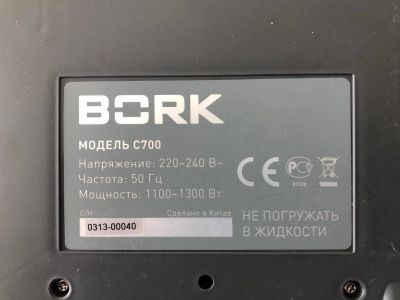 BORK
МОДЕЛЬ C700
Напряжение: 220-240 В~
Частота: 50 Гц
Мощность: 1100-1300 Вт
С/Н: Сделано в Китае
0313-00040
НЕ ПОГРУЖАТЬ
В ЖИДКОСТИ